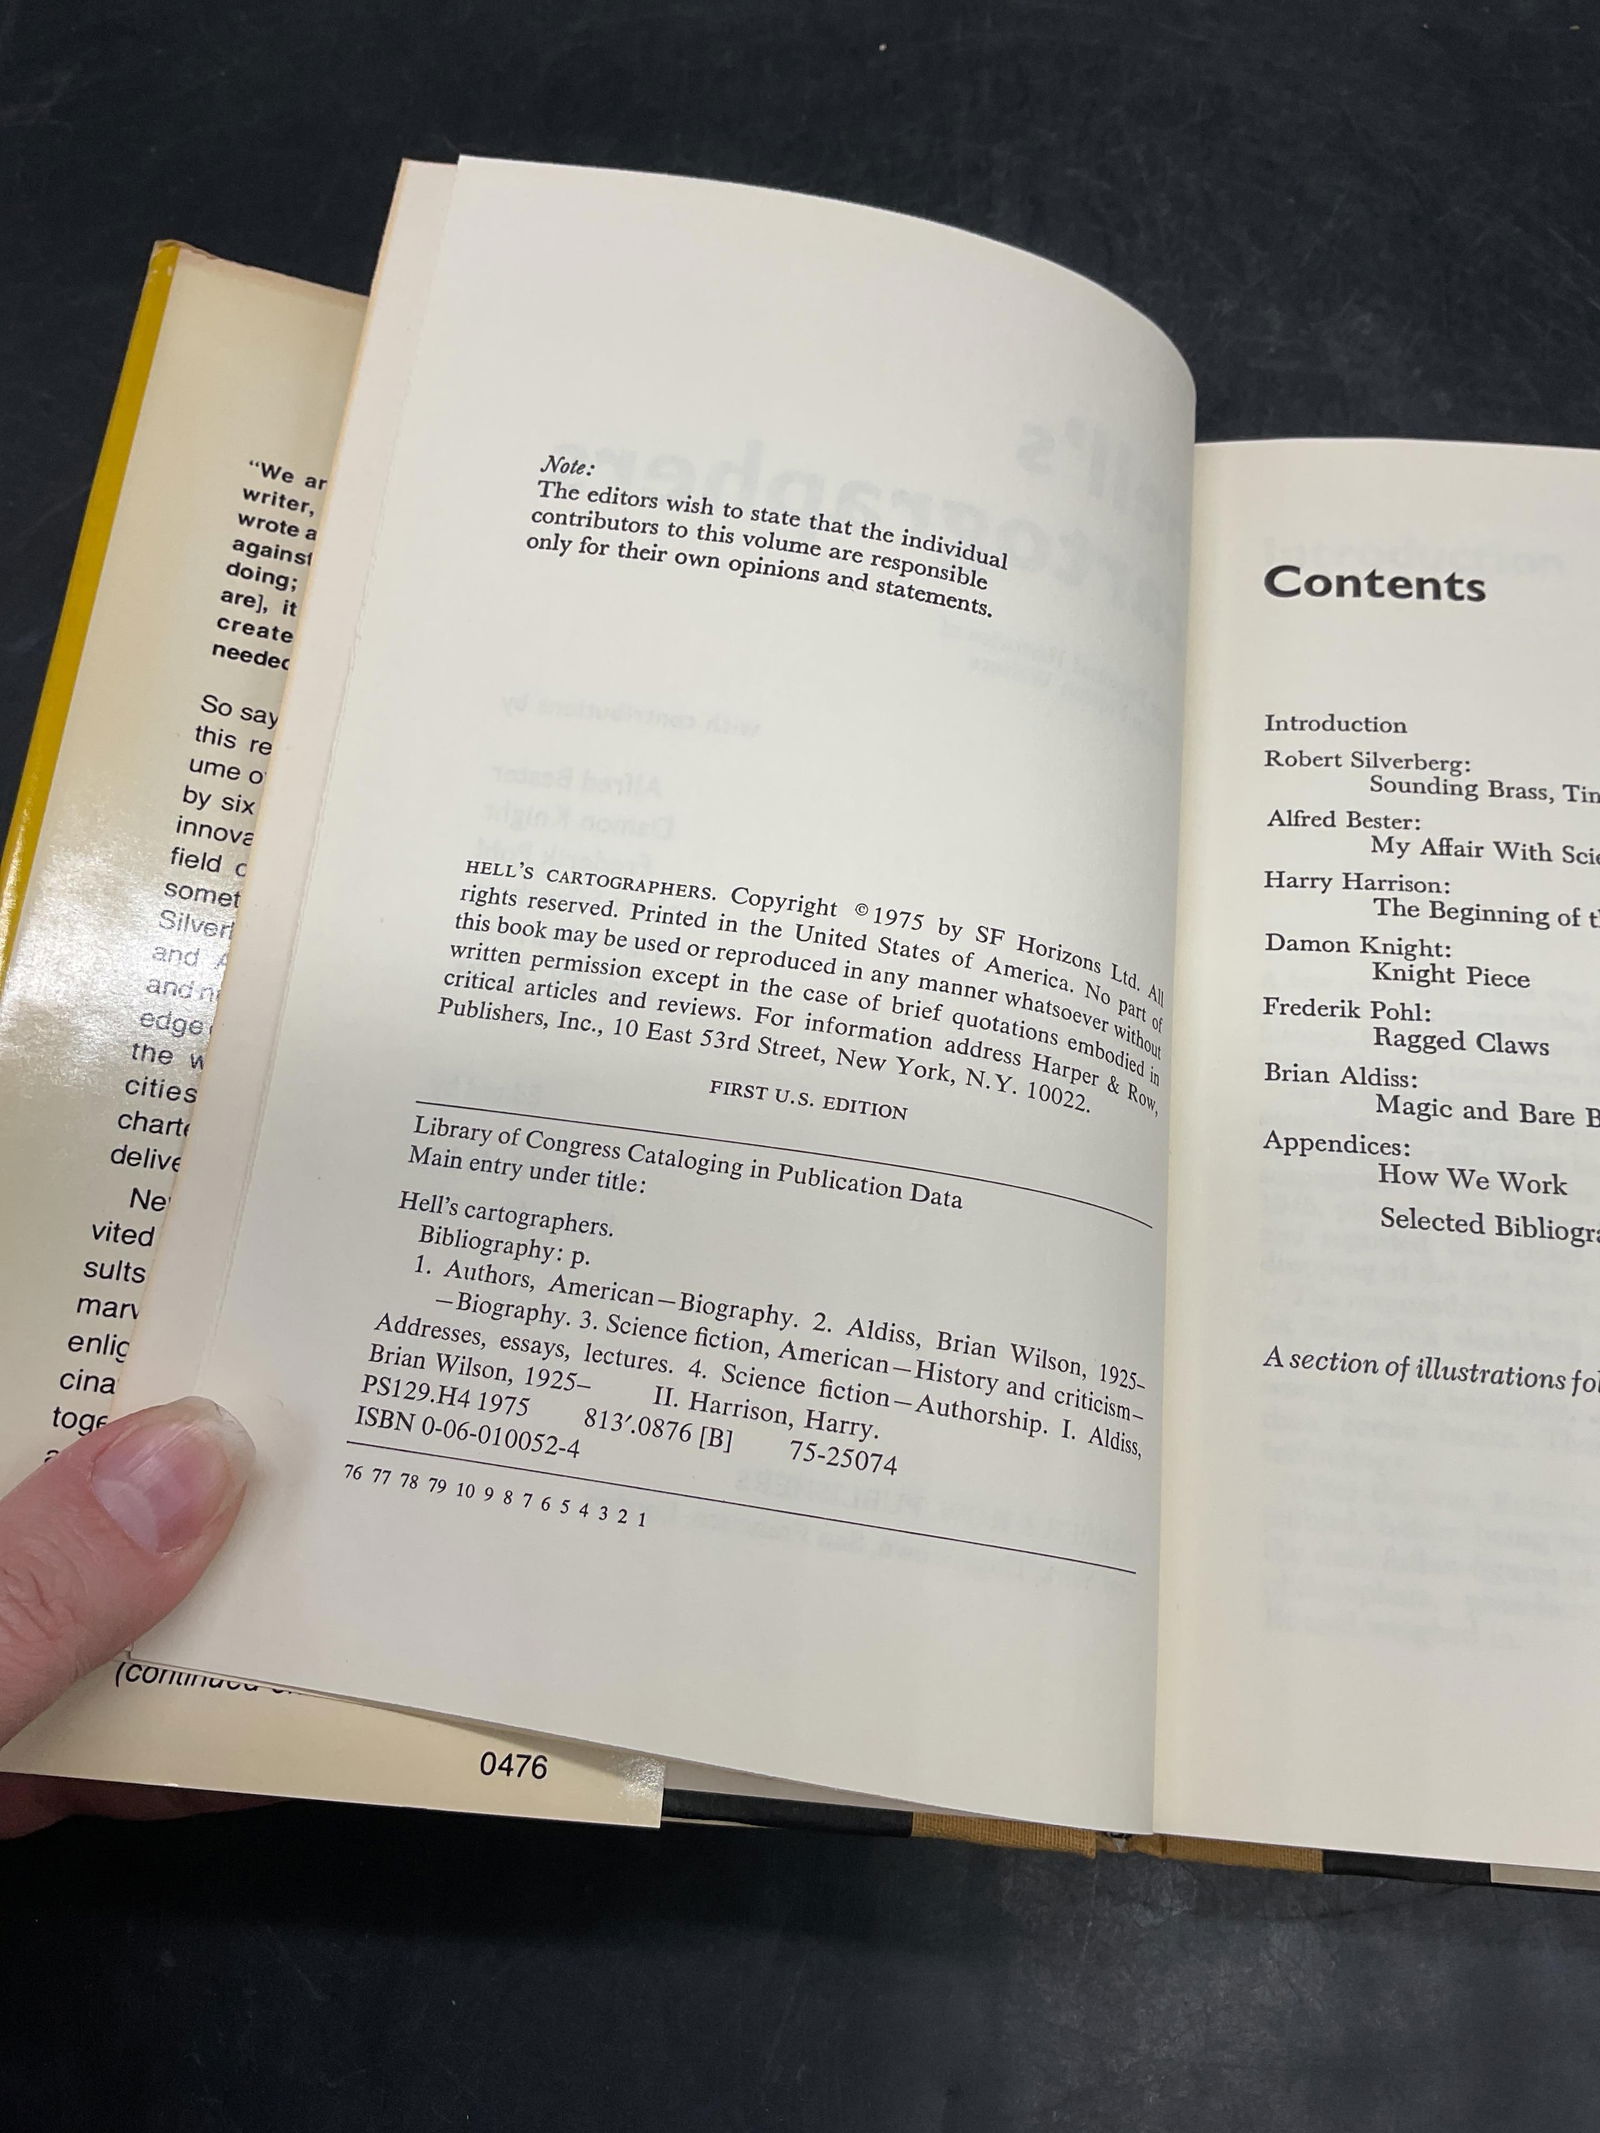 "We ar
writer,
wrote a
against
doing;
are], it
create
needed
So say
this re
ume o
by six
innova
field o
somet
Silver
and A
and n
edge
the w
cities
charte
delive
Ne
vited
sults
marv
enlig
cina
toge
(continued
0476
Note:
The editors wish to state that the individual
contributors to this volume are responsible
only for their own opinions and statements.
HELL'S CARTOGRAPHERS. Copyright ©1975 by SF Horizons Ltd. All
rights reserved. Printed in the United States of America. No part of
this book may be used or reproduced in any manner whatsoever without
written permission except in the case of brief quotations embodied in
critical articles and reviews. For information address Harper & Row,
Publishers, Inc., 10 East 53rd Street, New York, N.Y. 10022.
FIRST U.S. EDITION
Library of Congress Cataloging in Publication Data
Main entry under title:
Hell's cartographers.
Bibliography: p.
1. Authors, American—Biography. 2. Aldiss, Brian Wilson, 1925–
—Biography. 3. Science fiction, American—History and criticism—
Addresses, essays, lectures. 4. Science fiction—Authorship. I. Aldiss,
Brian Wilson, 1925– II. Harrison, Harry.
PS129.H4 1975 813'.0876 [B] 75-25074
ISBN 0-06-010052-4
76 77 78 79 10 9 8 7 6 5 4 3 2 1
Contents
Introduction
Robert Silverberg:
Sounding Brass, Tin
Alfred Bester:
My Affair With Scie
Harry Harrison:
The Beginning of t
Damon Knight:
Knight Piece
Frederik Pohl:
Ragged Claws
Brian Aldiss:
Magic and Bare B
Appendices:
How We Work
Selected Bibliogra
A section of illustrations fol